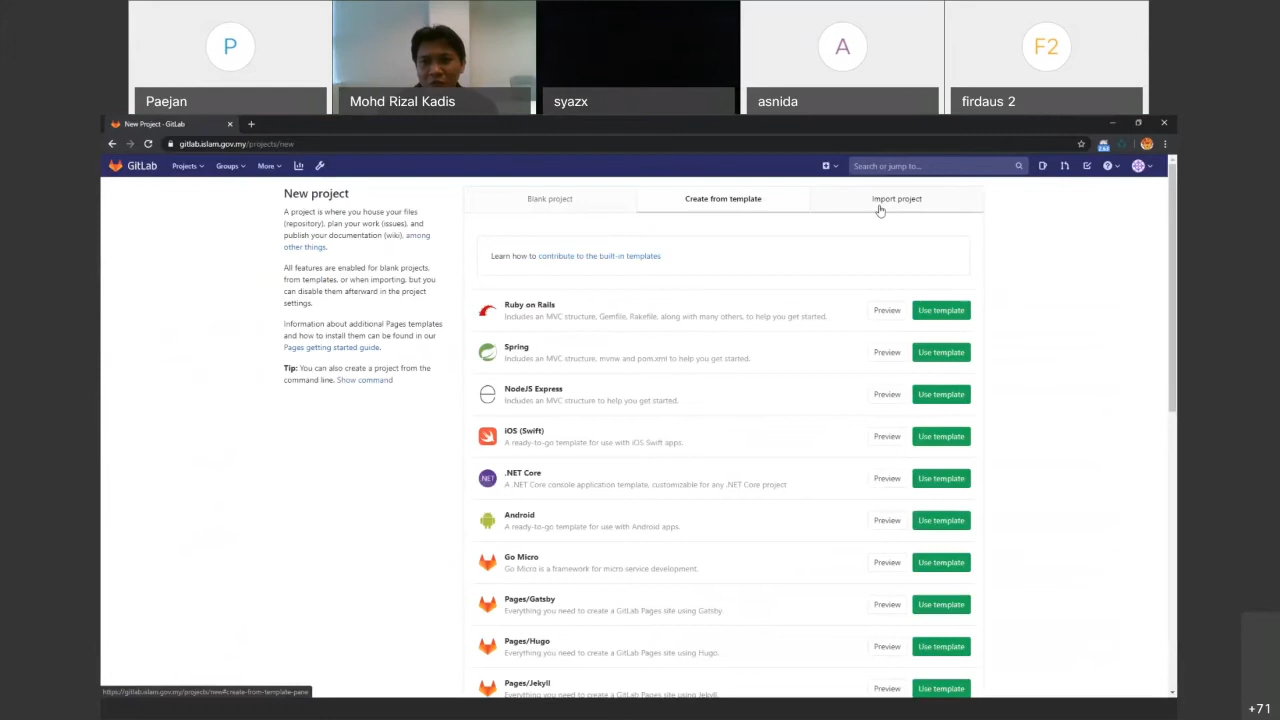 P
A
F2
Paejan
Mohd Rizal Kadis
syazx
asnida
firdaus 2
New Project · GitLab
gitlab.islam.gov.my/projects/new
GitLab
Projects
Groups
More
Search or jump to...
New project
A project is where you house your files
(repository), plan your work (issues), and
publish your documentation (wiki), among
other things.
All features are enabled for blank projects,
from templates, or when importing, but you
can disable them afterward in the project
settings.
Information about additional Pages templates
and how to install them can be found in our
Pages getting started guide.
Tip: You can also create a project from the
command line. Show command
Blank project
Create from template
Import project
Learn how to contribute to the built-in templates
Ruby on Rails
Includes an MVC structure, Gemfile, Rakefile, along with many others, to help you get started.
Preview
Use template
Spring
Includes an MVC structure, mvnw and pom.xml to help you get started.
Preview
Use template
NodeJS Express
Includes an MVC structure to help you get started.
Preview
Use template
iOS (Swift)
A ready-to-go template for use with iOS Swift apps.
Preview
Use template
NET
.NET Core
A .NET Core console application template, customizable for any .NET Core project
Preview
Use template
Android
A ready-to-go template for use with Android apps.
Preview
Use template
Go Micro
Go Micro is a framework for micro service development.
Preview
Use template
Pages/Gatsby
Everything you need to create a GitLab Pages site using Gatsby.
Preview
Use template
Pages/Hugo
Everything you need to create a GitLab Pages site using Hugo.
Preview
Use template
Pages/Jekyll
Everything you need to create a GitLab Pages site using Jekyll.
Preview
Use template
https://gitlab.islam.gov.my/projects/new#create-from-template-pane
+71